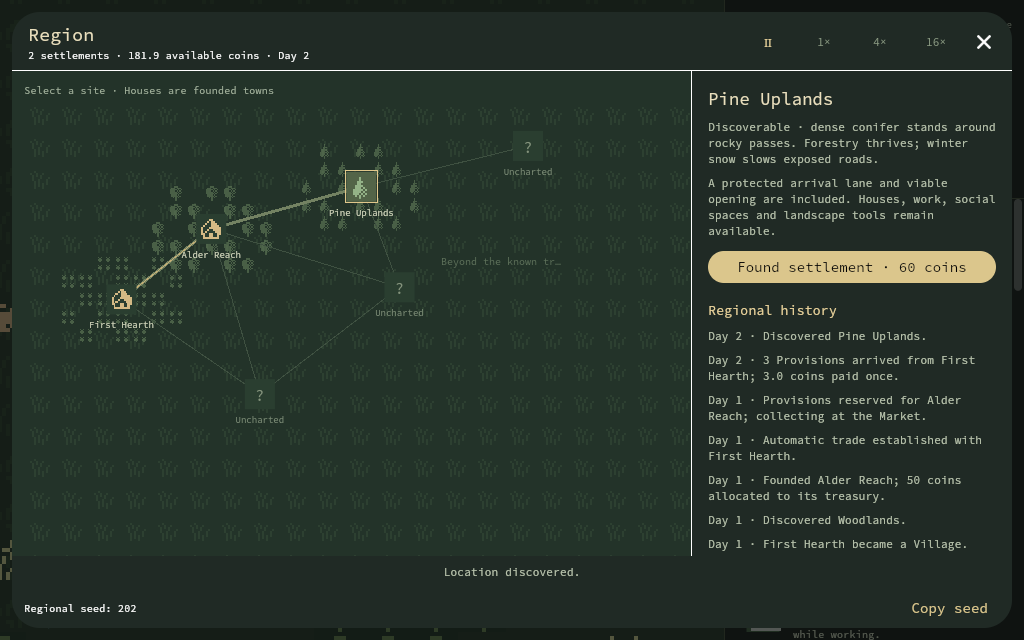 Region
2 settlements · 181.9 available coins · Day 2
1×
4×
16×
Select a site · Houses are founded towns
?
Uncharted
Pine Uplands
Alder Reach
Beyond the known tr…
?
Uncharted
First Hearth
?
Uncharted
Pine Uplands
Discoverable · dense conifer stands around
rocky passes. Forestry thrives; winter
snow slows exposed roads.
A protected arrival lane and viable
opening are included. Houses, work, social
spaces and landscape tools remain
available.
Found settlement · 60 coins
Regional history
Day 2 · Discovered Pine Uplands.
Day 2 · 3 Provisions arrived from First
Hearth; 3.0 coins paid once.
Day 1 · Provisions reserved for Alder
Reach; collecting at the Market.
Day 1 · Automatic trade established with
First Hearth.
Day 1 · Founded Alder Reach; 50 coins
allocated to its treasury.
Day 1 · Discovered Woodlands.
Day 1 · First Hearth became a Village.
Location discovered.
Regional seed: 202
Copy seed
while working.